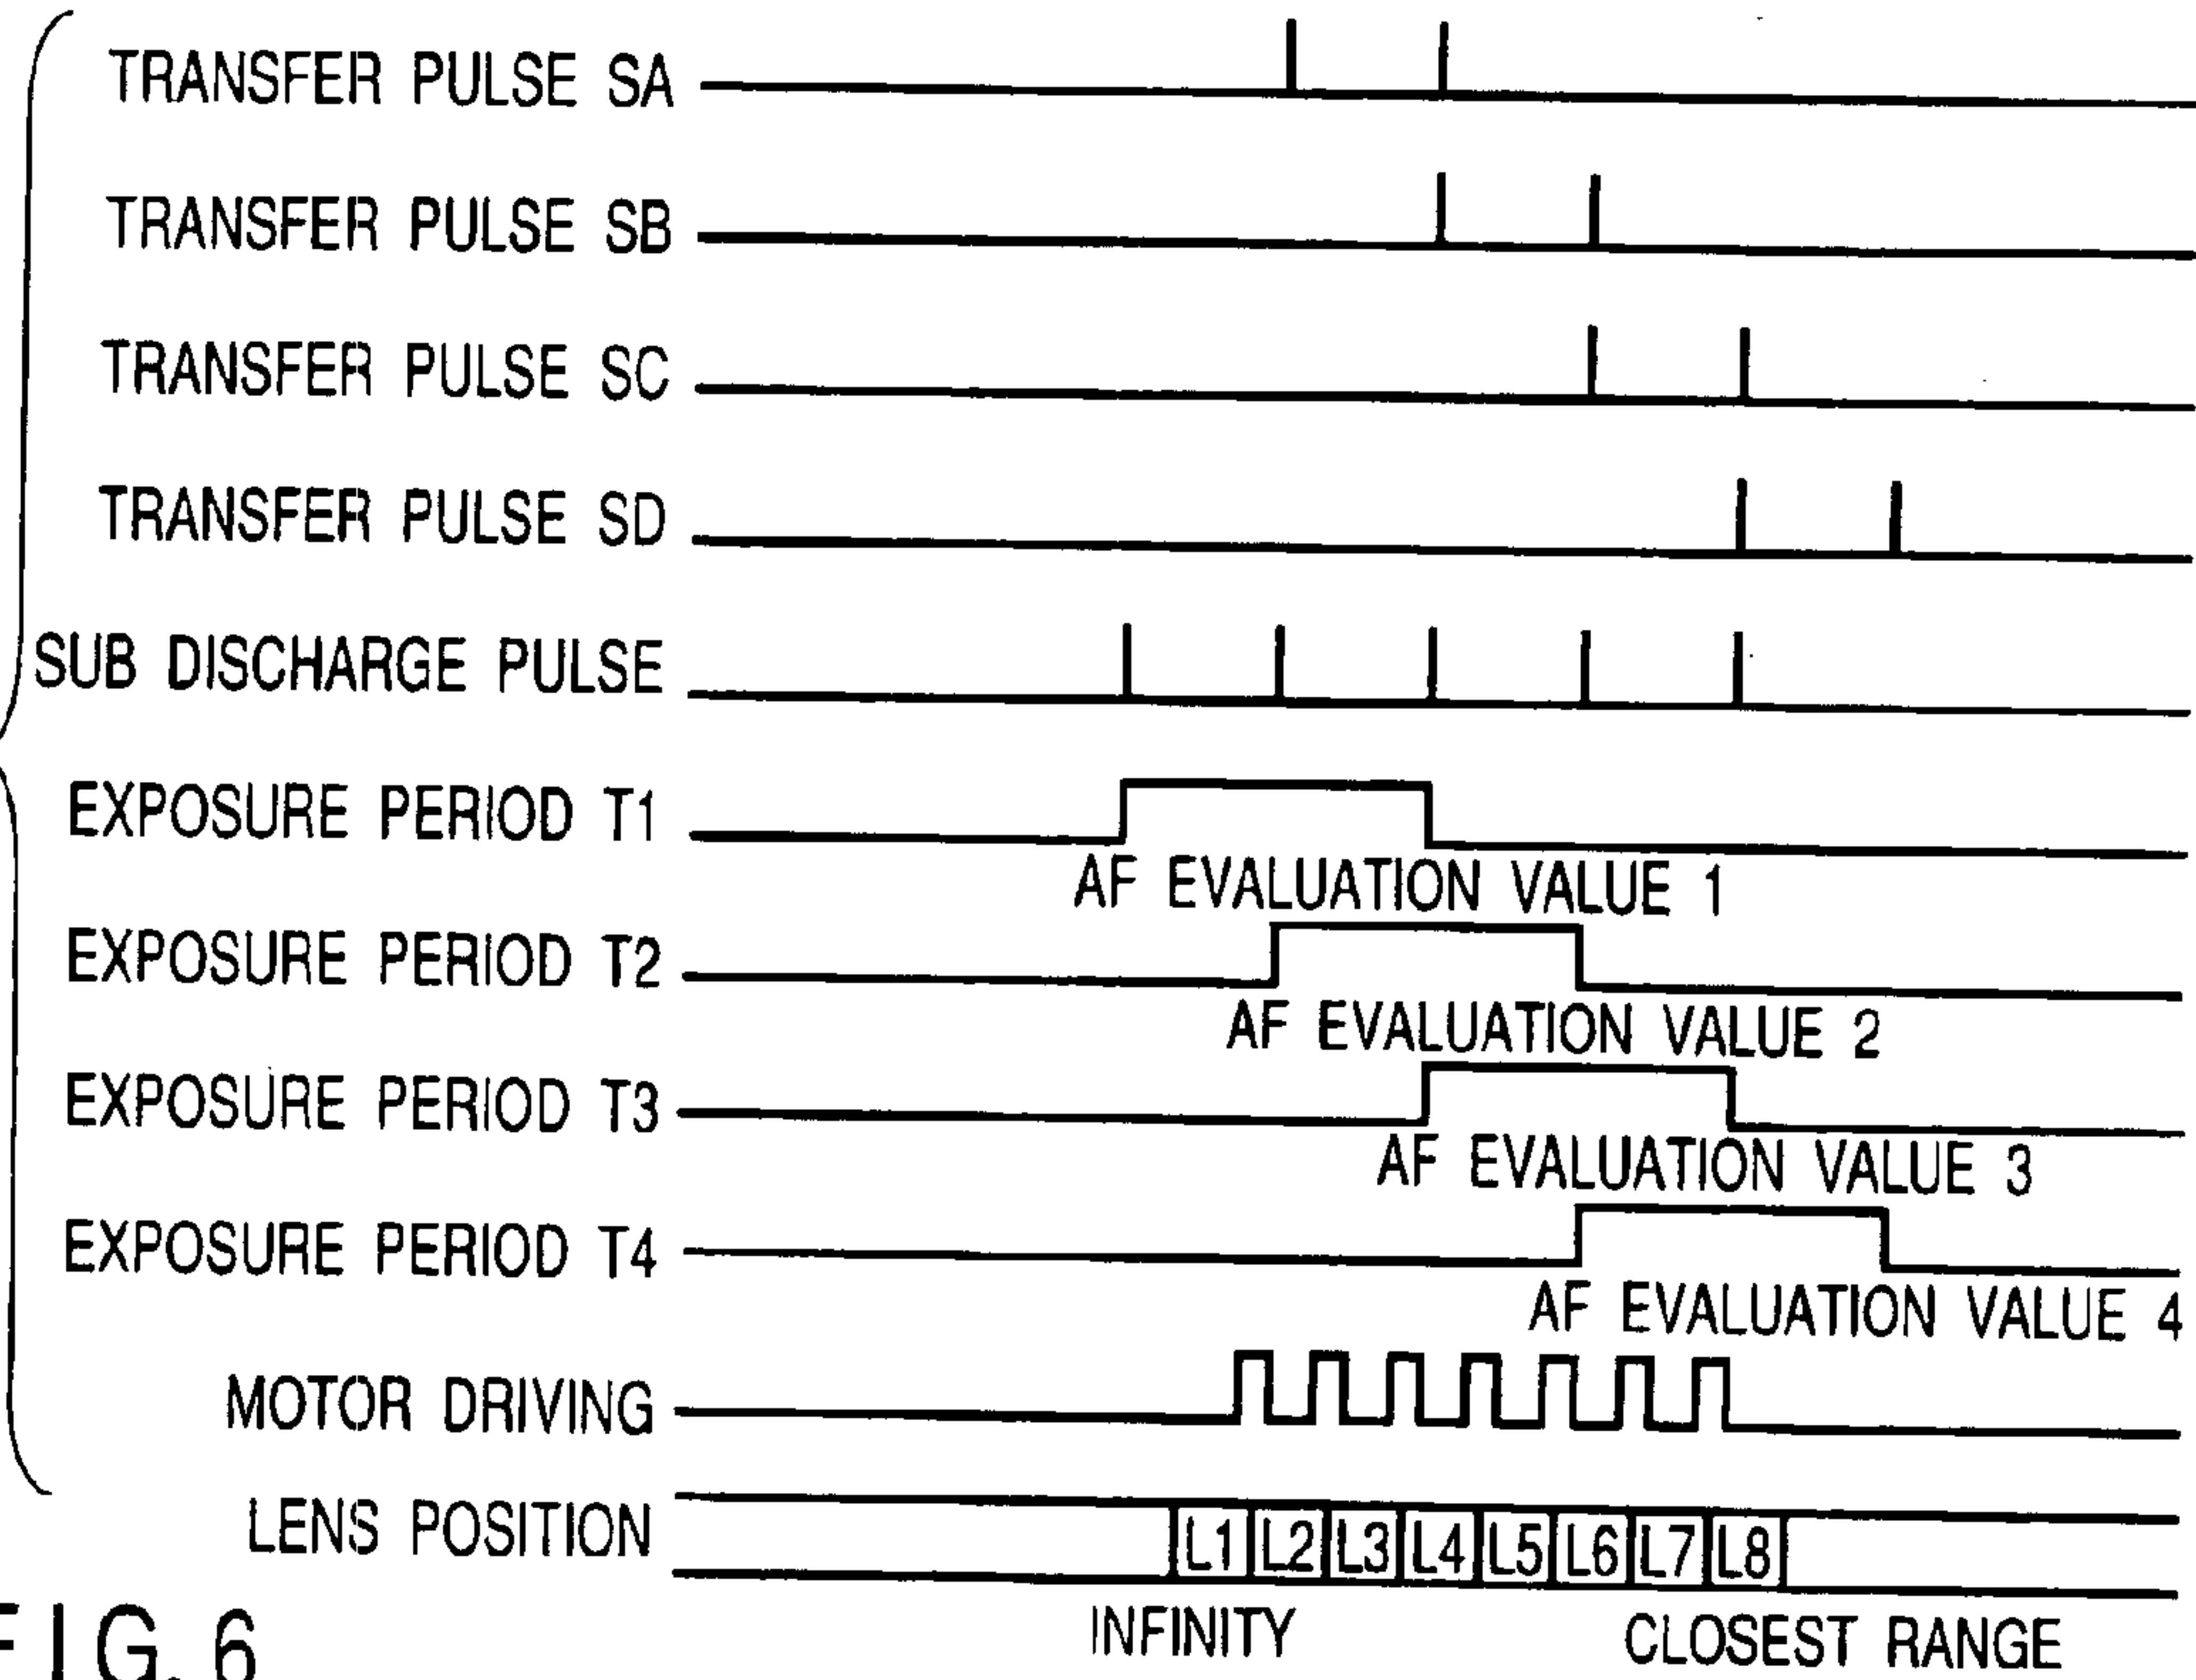 TRANSFER PULSE SA
TRANSFER PULSE SB
TRANSFER PULSE SC
TRANSFER PULSE SD
SUB DISCHARGE PULSE
EXPOSURE PERIOD T1
AF EVALUATION VALUE 1
EXPOSURE PERIOD T2
AF EVALUATION VALUE 2
EXPOSURE PERIOD T3
AF EVALUATION VALUE 3
EXPOSURE PERIOD T4
AF EVALUATION VALUE 4
MOTOR DRIVING
LENS POSITION L1 L2 L3 L4 L5 L6 L7 L8
INFINITY CLOSEST RANGE
FIG. 6